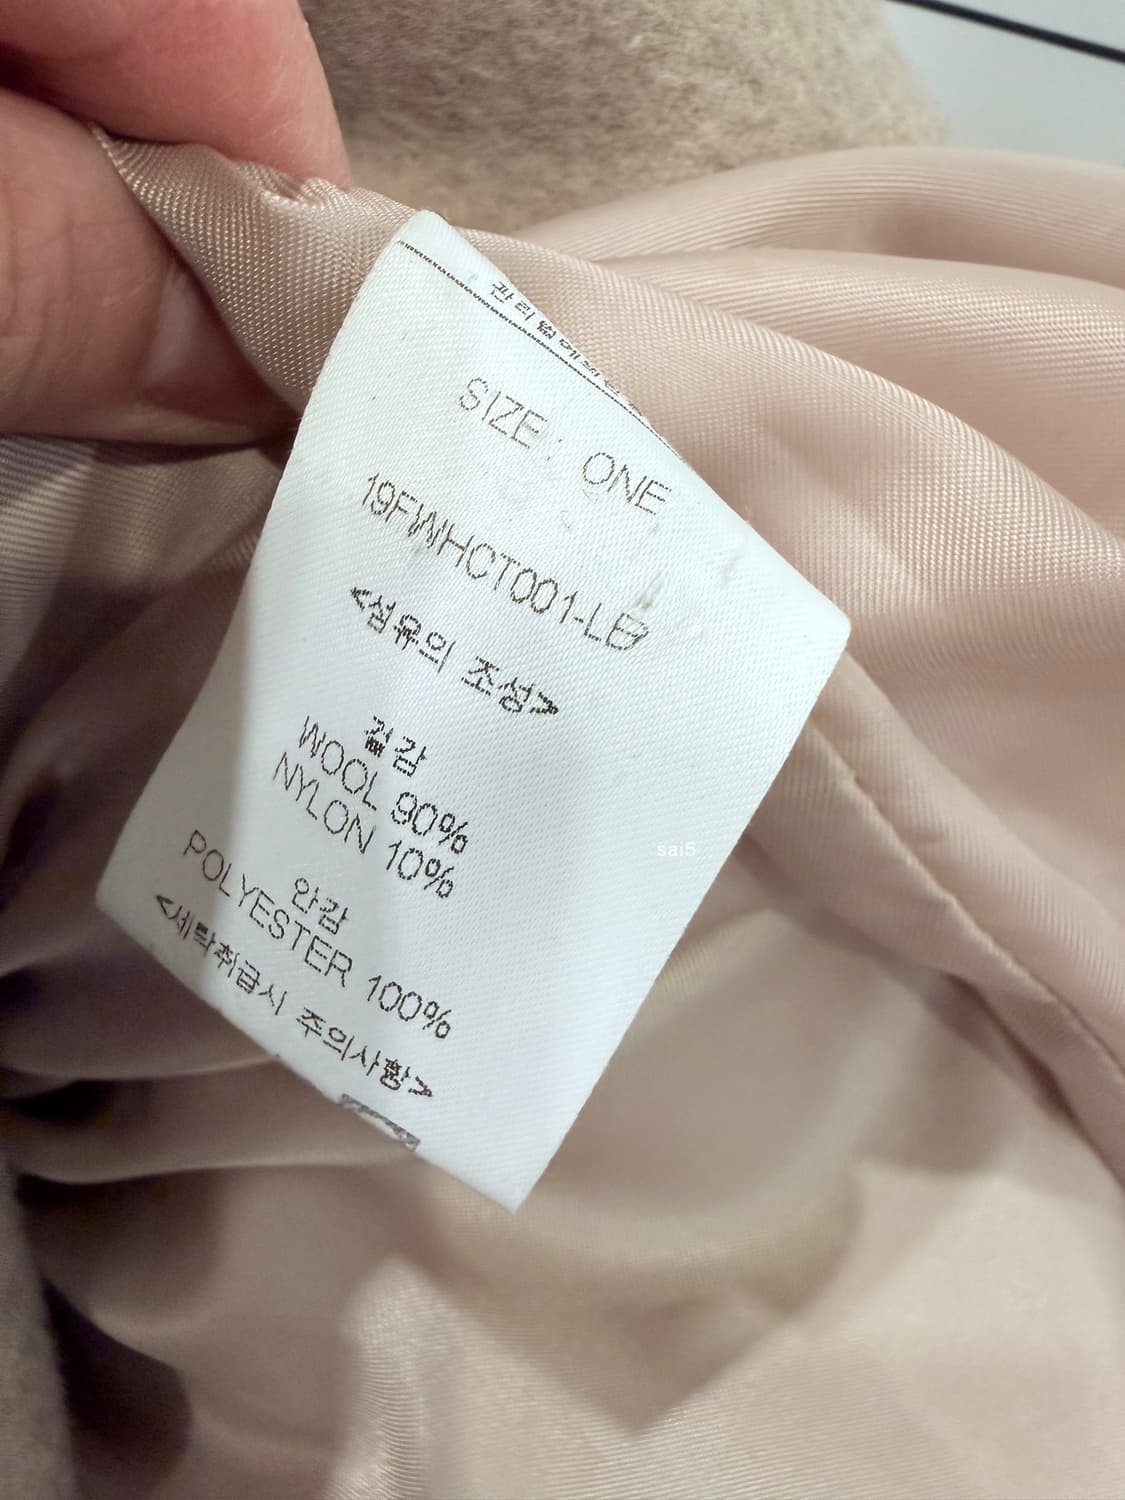 SIZE : ONE
19FWHCT001-LB
<섬유의 조성>
겉감
WOOL 90%
NYLON 10%
안감
POLYESTER 100%
<세탁취급시 주의사항>
sai5